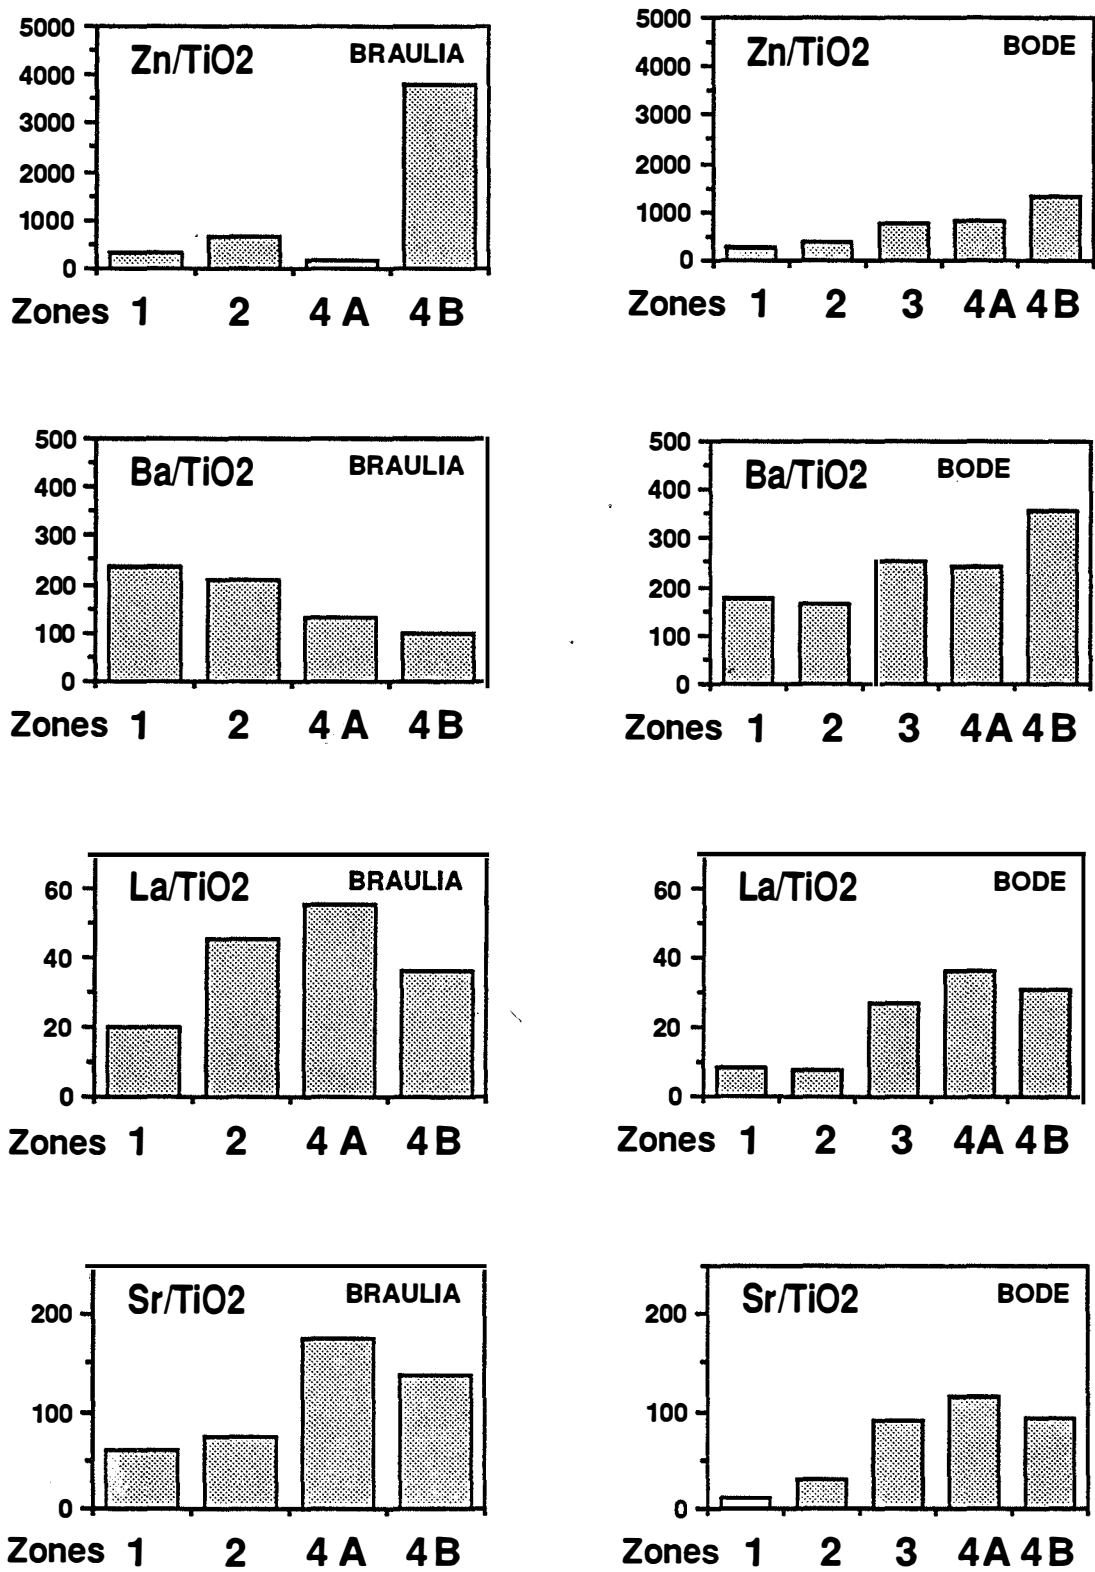 5000
4000
3000
2000
1000
0
Zn/TiO2 BRAULIA
Zones 1 2 4 A 4 B
5000
4000
3000
2000
1000
0
Zn/TiO2 BODE
Zones 1 2 3 4A 4B
500
400
300
200
100
0
Ba/TiO2 BRAULIA
Zones 1 2 4 A 4 B
500
400
300
200
100
0
Ba/TiO2 BODE
Zones 1 2 3 4A 4B
60
40
20
0
La/TiO2 BRAULIA
Zones 1 2 4 A 4 B
60
40
20
0
La/TiO2 BODE
Zones 1 2 3 4A 4B
200
100
0
Sr/TiO2 BRAULIA
Zones 1 2 4 A 4 B
200
100
0
Sr/TiO2 BODE
Zones 1 2 3 4A 4B